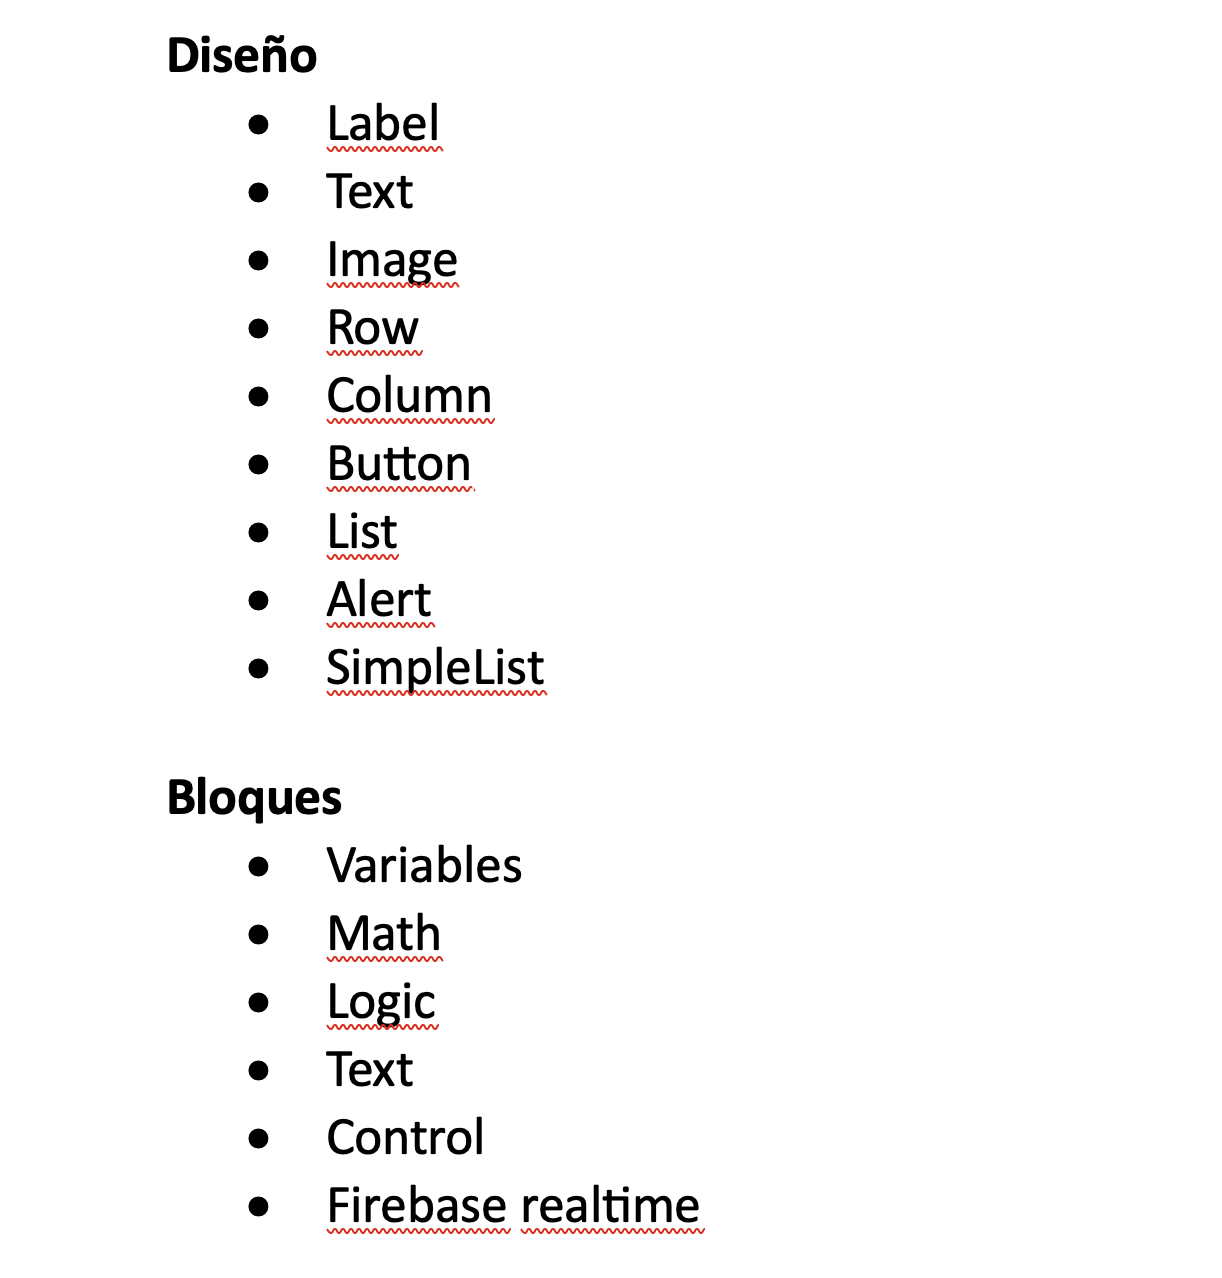 Diseño
● Label
● Text
● Image
● Row
● Column
● Button
● List
● Alert
● SimpleList
Bloques
● Variables
● Math
● Logic
● Text
● Control
● Firebase realtime